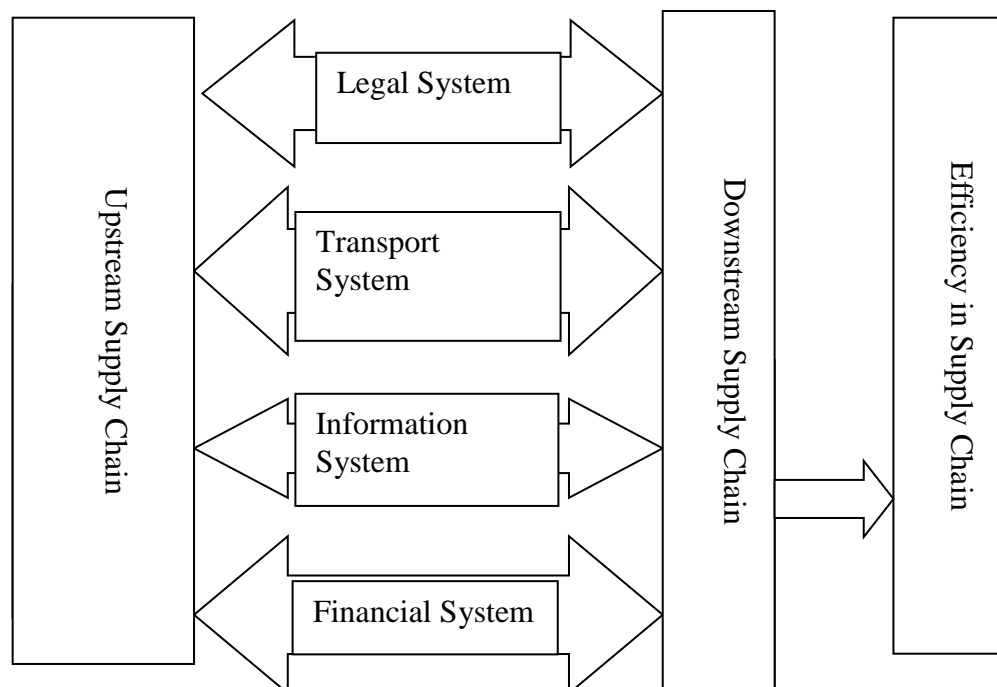 Upstream Supply Chain
Legal System
Transport
System
Information
System
Financial System
Downstream Supply Chain
Efficiency in Supply Chain